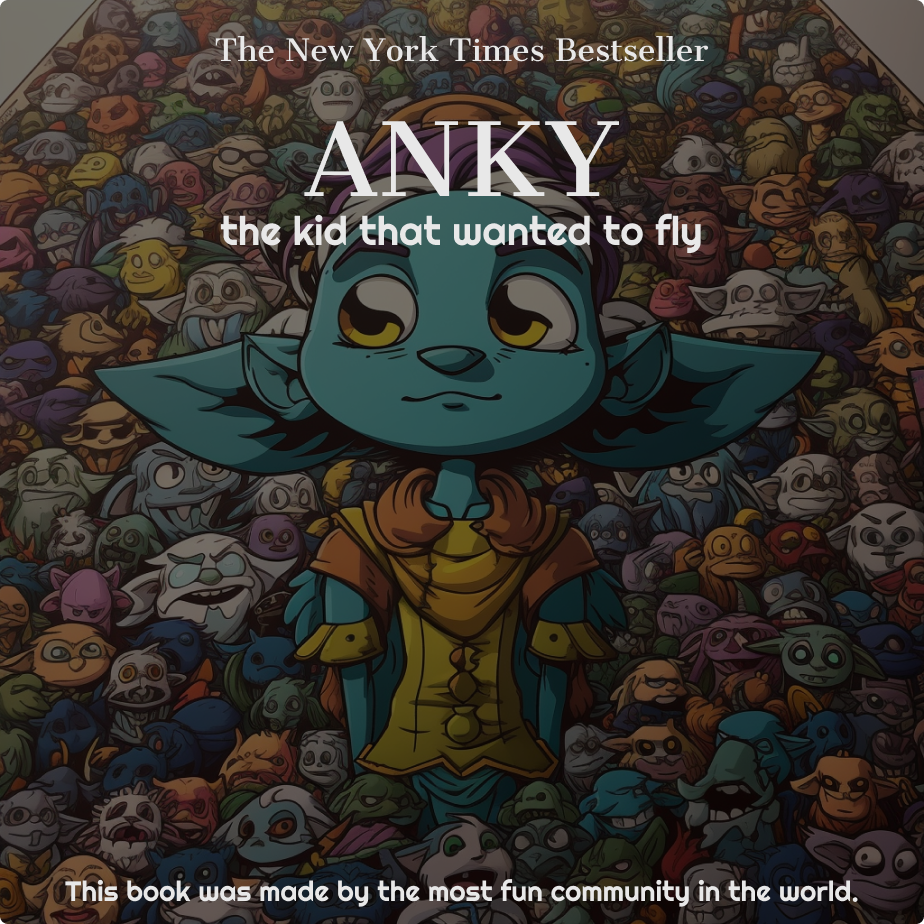 The New York Times Bestseller
ANKY
the kid that wanted to fly
This book was made by the most fun community in the world.